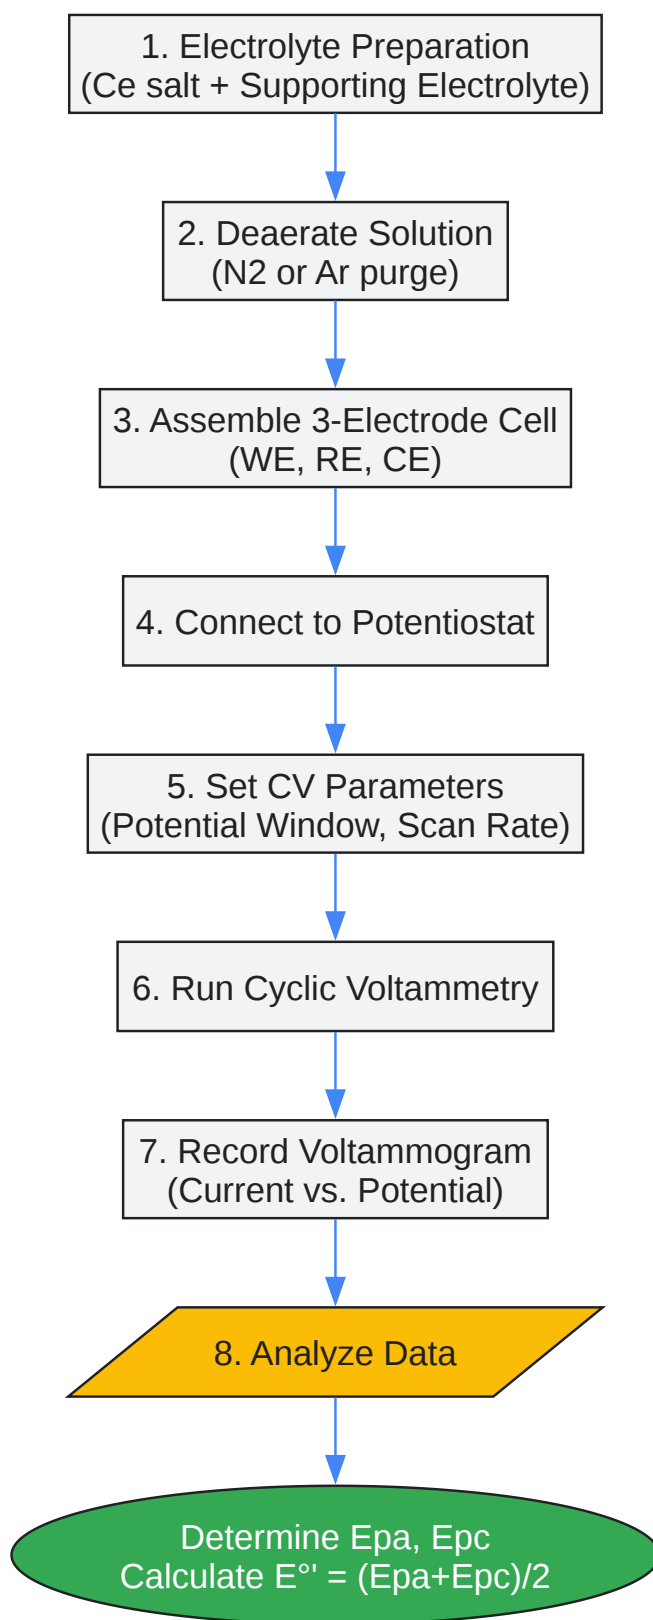 1. Electrolyte Preparation
(Ce salt + Supporting Electrolyte)
2. Deaerate Solution
(N2 or Ar purge)
3. Assemble 3-Electrode Cell
(WE, RE, CE)
4. Connect to Potentiostat
5. Set CV Parameters
(Potential Window, Scan Rate)
6. Run Cyclic Voltammetry
7. Record Voltammogram
(Current vs. Potential)
8. Analyze Data
Determine Epa, Epc
Calculate E°' = (Epa+Epc)/2